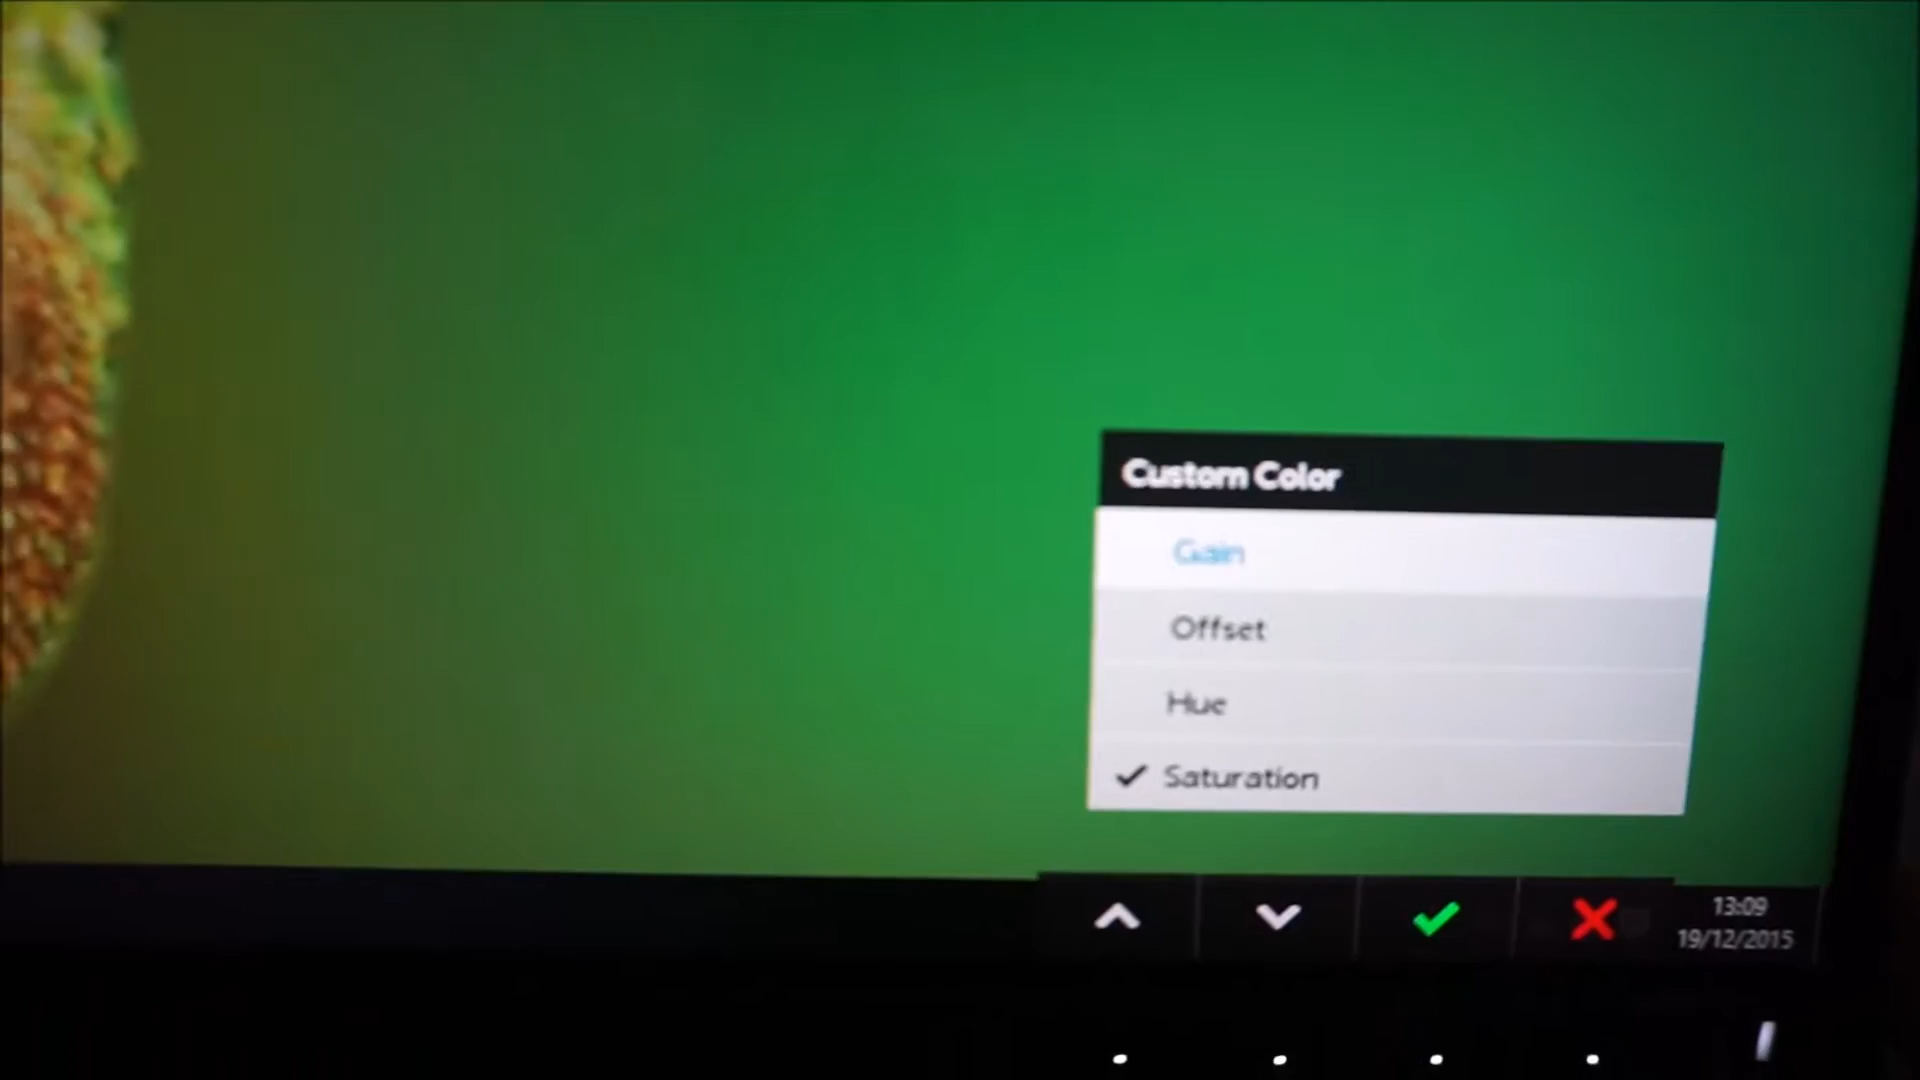 Custom Color
Gain
Offset
Hue
Saturation
13:09
19/12/2015